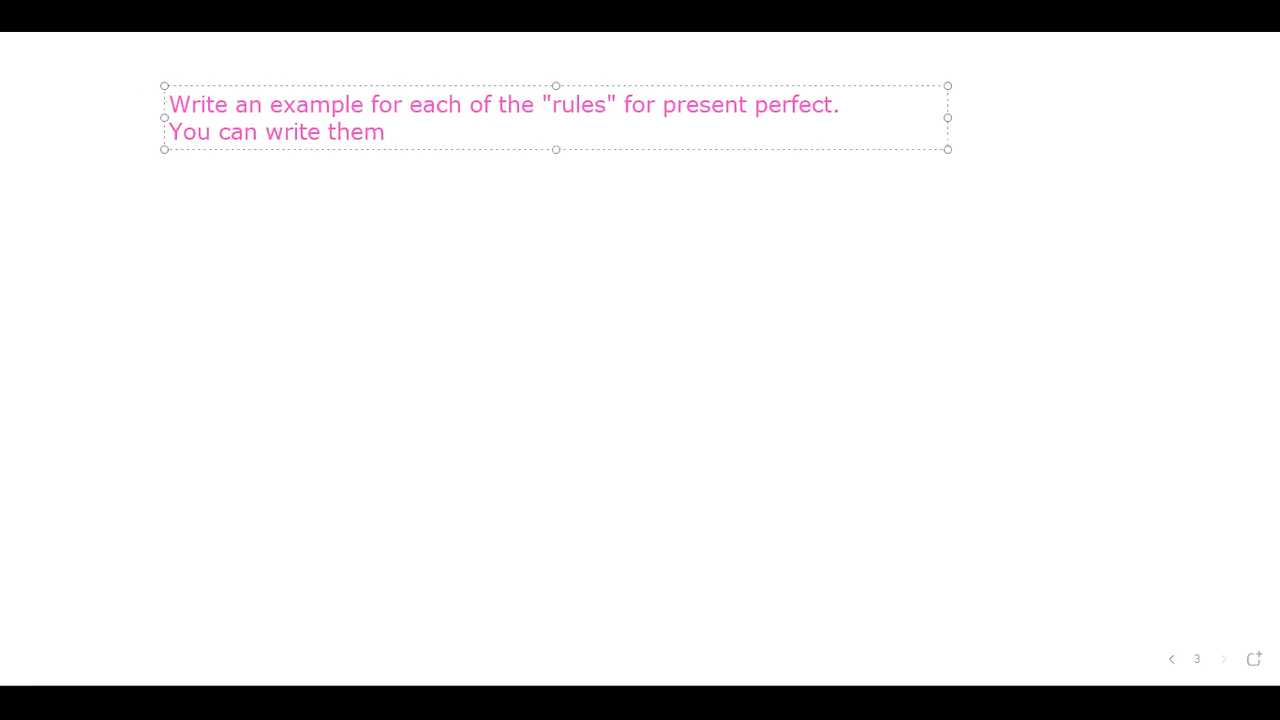 Write an example for each of the "rules" for present perfect.
You can write them
3